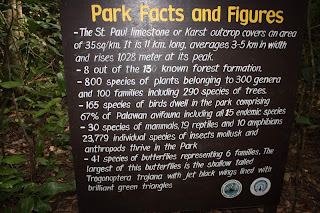 Park Facts and Figures
- The St. Paul limestone or Karst outcrop covers an area
of 35 sq/km. It is 11 km. long, averages 3-5 km in width
and rises 1,028 meter at its peak.
- 8 out of the 13 known forest formation.
- 800 species of plants belonging to 300 genera
and 100 families including 290 species of trees.
- 165 species of birds dwell in the park comprising
67% of Palawan avifauna including all 15 endemic species
- 30 species of mammals, 19 reptiles and 10 amphibians
23,779 individual species of insects mollusk and
anthropods thrive in the Park
- 41 species of butterflies representing 6 families. The
largest of this butterflies is the shallow tailed
Trogonoptera trojana with jet black wings lined with
brilliant green triangles